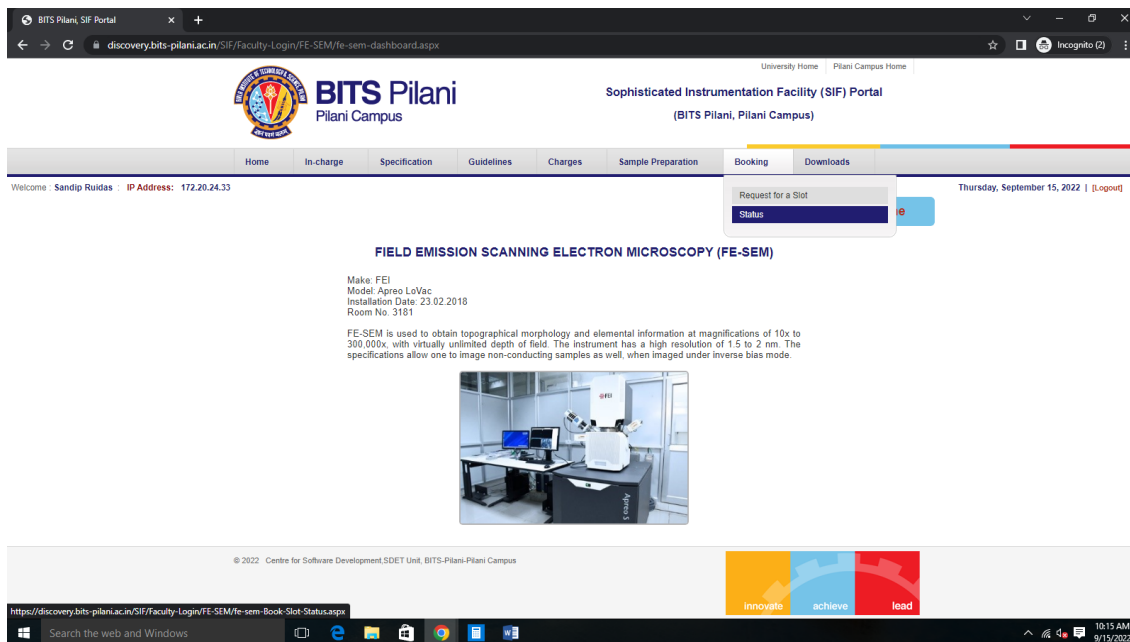 BITS Pilani, SIF Portal
discovery.bits-pilani.ac.in/SIF/Faculty-Login/FE-SEM/fe-sem-dashboard.aspx
Incognito (2)
University Home
Pilani Campus Home
BITS Pilani
Pilani Campus
Sophisticated Instrumentation Facility (SIF) Portal
(BITS Pilani, Pilani Campus)
Home In-charge Specification Guidelines Charges Sample Preparation Booking Downloads
Welcome : Sandip Ruidas : IP Address: 172.20.24.33
Thursday, September 15, 2022 | [Logout]
Request for a Slot
Status
FIELD EMISSION SCANNING ELECTRON MICROSCOPY (FE-SEM)
Make: FEI
Model: Apreo LoVac
Installation Date: 23.02.2018
Room No. 3181
FE-SEM is used to obtain topographical morphology and elemental information at magnifications of 10x to
300,000x, with virtually unlimited depth of field. The instrument has a high resolution of 1.5 to 2 nm. The
specifications allow one to image non-conducting samples as well, when imaged under inverse bias mode.
FEI
Apreo S
© 2022 Centre for Software Development,SDET Unit, BITS-Pilani-Pilani Campus
innovate achieve lead
https://discovery.bits-pilani.ac.in/SIF/Faculty-Login/FE-SEM/fe-sem-Book-Slot-Status.aspx
Search the web and Windows
10:15 AM
9/15/2022